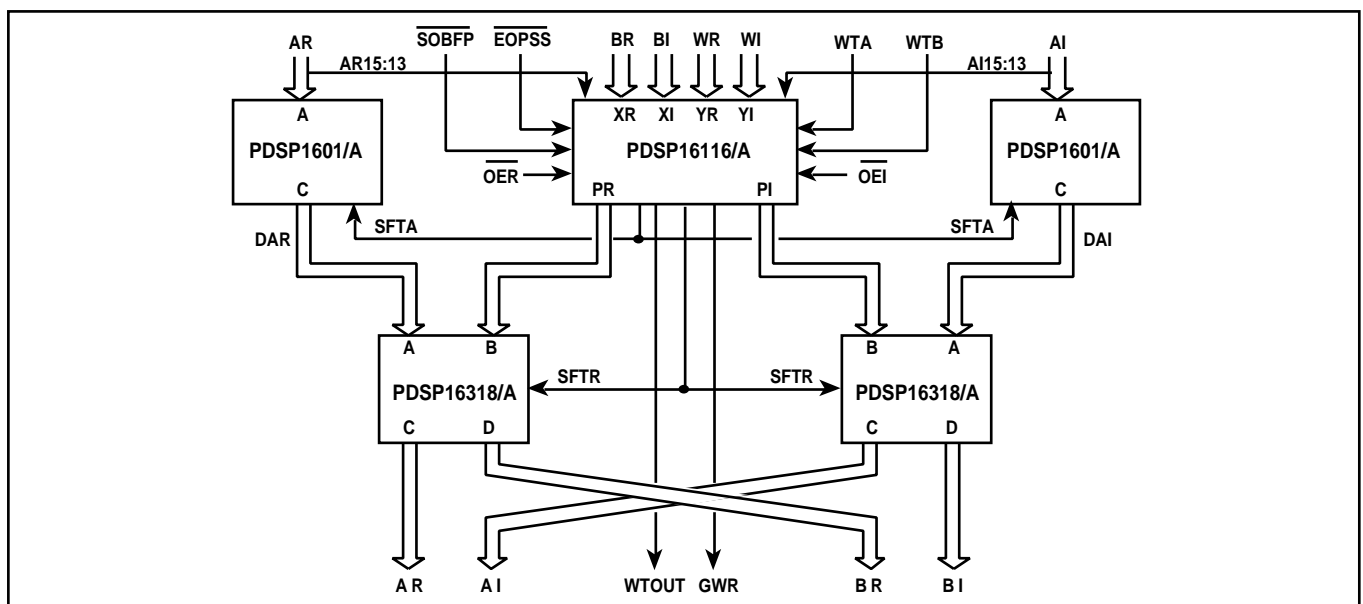 AR SOBFP EOPSS BR BI WR WI WTA WTB AI
AR15:13 AI15:13
A XR XI YR YI A
PDSP1601/A PDSP16116/A PDSP1601/A
OER OEI
C PR PI C
SFTA SFTA
DAR DAI
A B B A
SFTR SFTR
PDSP16318/A PDSP16318/A
C D C D
AR AI WTOUT GWR BR BI